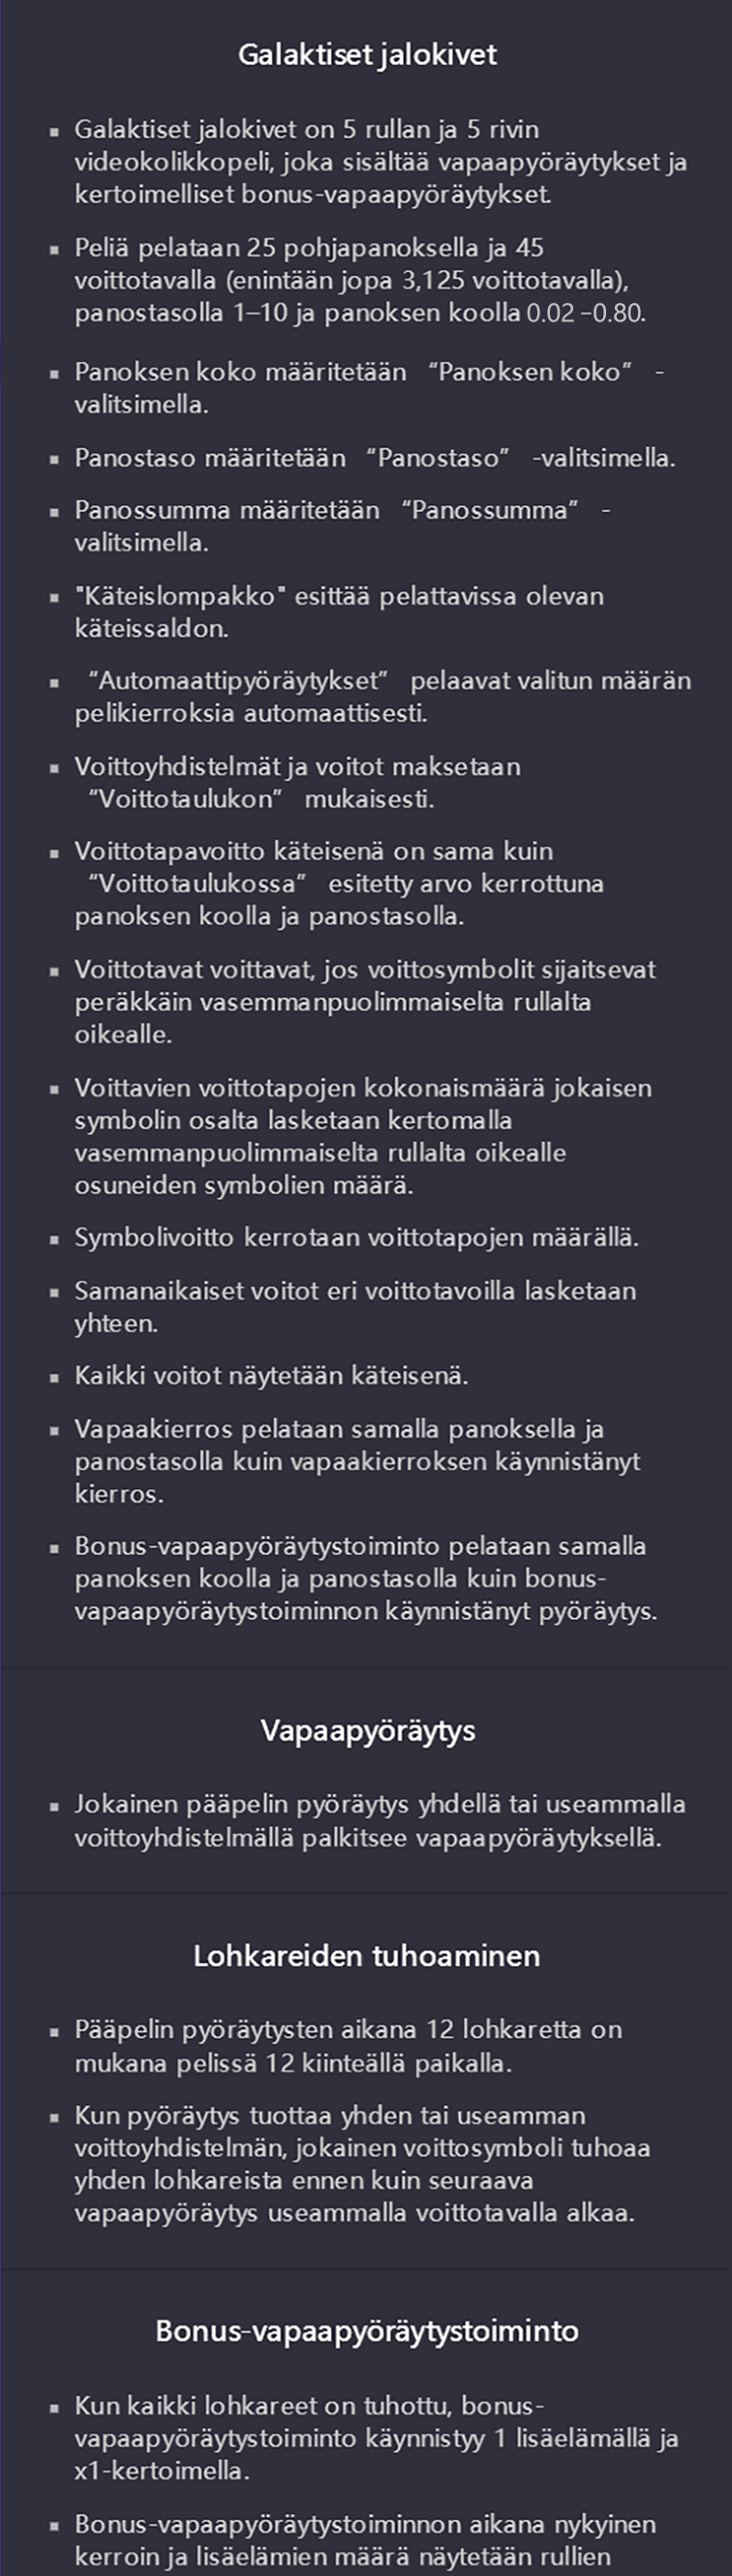 Galaktiset jalokivet
▪ Galaktiset jalokivet on 5 rullan ja 5 rivin
videokolikkopeli, joka sisältää vapaapyöräytykset ja
kertoimelliset bonus-vapaapyöräytykset.
▪ Peliä pelataan 25 pohjapanoksella ja 45
voittotavalla (enintään jopa 3,125 voittotavalla),
panostasolla 1–10 ja panoksen koolla 0.02 –0.80.
▪ Panoksen koko määritetään “Panoksen koko” -
valitsimella.
▪ Panostaso määritetään “Panostaso” -valitsimella.
▪ Panossumma määritetään “Panossumma” -
valitsimella.
▪ "Käteislompakko" esittää pelattavissa olevan
käteissaldon.
▪ “Automaattipyöräytykset” pelaavat valitun määrän
pelikierroksia automaattisesti.
▪ Voittoyhdistelmät ja voitot maksetaan
“Voittotaulukon” mukaisesti.
▪ Voittotapavoitto käteisenä on sama kuin
“Voittotaulukossa” esitetty arvo kerrottuna
panoksen koolla ja panostasolla.
▪ Voittotavat voittavat, jos voittosymbolit sijaitsevat
peräkkäin vasemmanpuolimmaiselta rullalta
oikealle.
▪ Voittavien voittotapojen kokonaismäärä jokaisen
symbolin osalta lasketaan kertomalla
vasemmanpuolimmaiselta rullalta oikealle
osuneiden symbolien määrä.
▪ Symbolivoitto kerrotaan voittotapojen määrällä.
▪ Samanaikaiset voitot eri voittotavoilla lasketaan
yhteen.
▪ Kaikki voitot näytetään käteisenä.
▪ Vapaakierros pelataan samalla panoksella ja
panostasolla kuin vapaakierroksen käynnistänyt
kierros.
▪ Bonus-vapaapyöräytystoiminto pelataan samalla
panoksen koolla ja panostasolla kuin bonus-
vapaapyöräytystoiminnon käynnistänyt pyöräytys.
Vapaapyöräytys
▪ Jokainen pääpelin pyöräytys yhdellä tai useammalla
voittoyhdistelmällä palkitsee vapaapyöräytyksellä.
Lohkareiden tuhoaminen
▪ Pääpelin pyöräytysten aikana 12 lohkaretta on
mukana pelissä 12 kiinteällä paikalla.
▪ Kun pyöräytys tuottaa yhden tai useamman
voittoyhdistelmän, jokainen voittosymboli tuhoaa
yhden lohkareista ennen kuin seuraava
vapaapyöräytys useammalla voittotavalla alkaa.
Bonus-vapaapyöräytystoiminto
▪ Kun kaikki lohkareet on tuhottu, bonus-
vapaapyöräytystoiminto käynnistyy 1 lisäelämällä ja
x1-kertoimella.
▪ Bonus-vapaapyöräytystoiminnon aikana nykyinen
kerroin ja lisäelämien määrä näytetään rullien